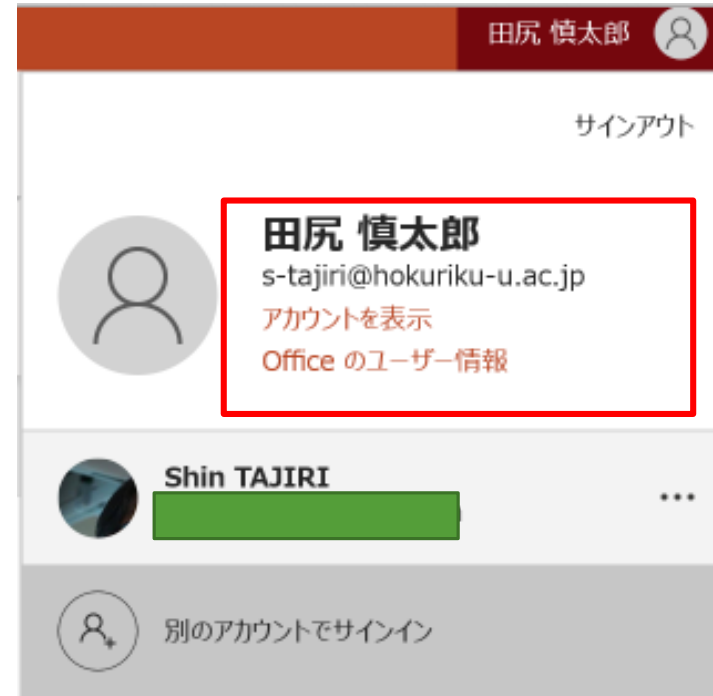 田尻 慎太郎
サインアウト
田尻 慎太郎
s-tajiri@hokuriku-u.ac.jp
アカウントを表示
Office のユーザー情報
Shin TAJIRI
別のアカウントでサインイン